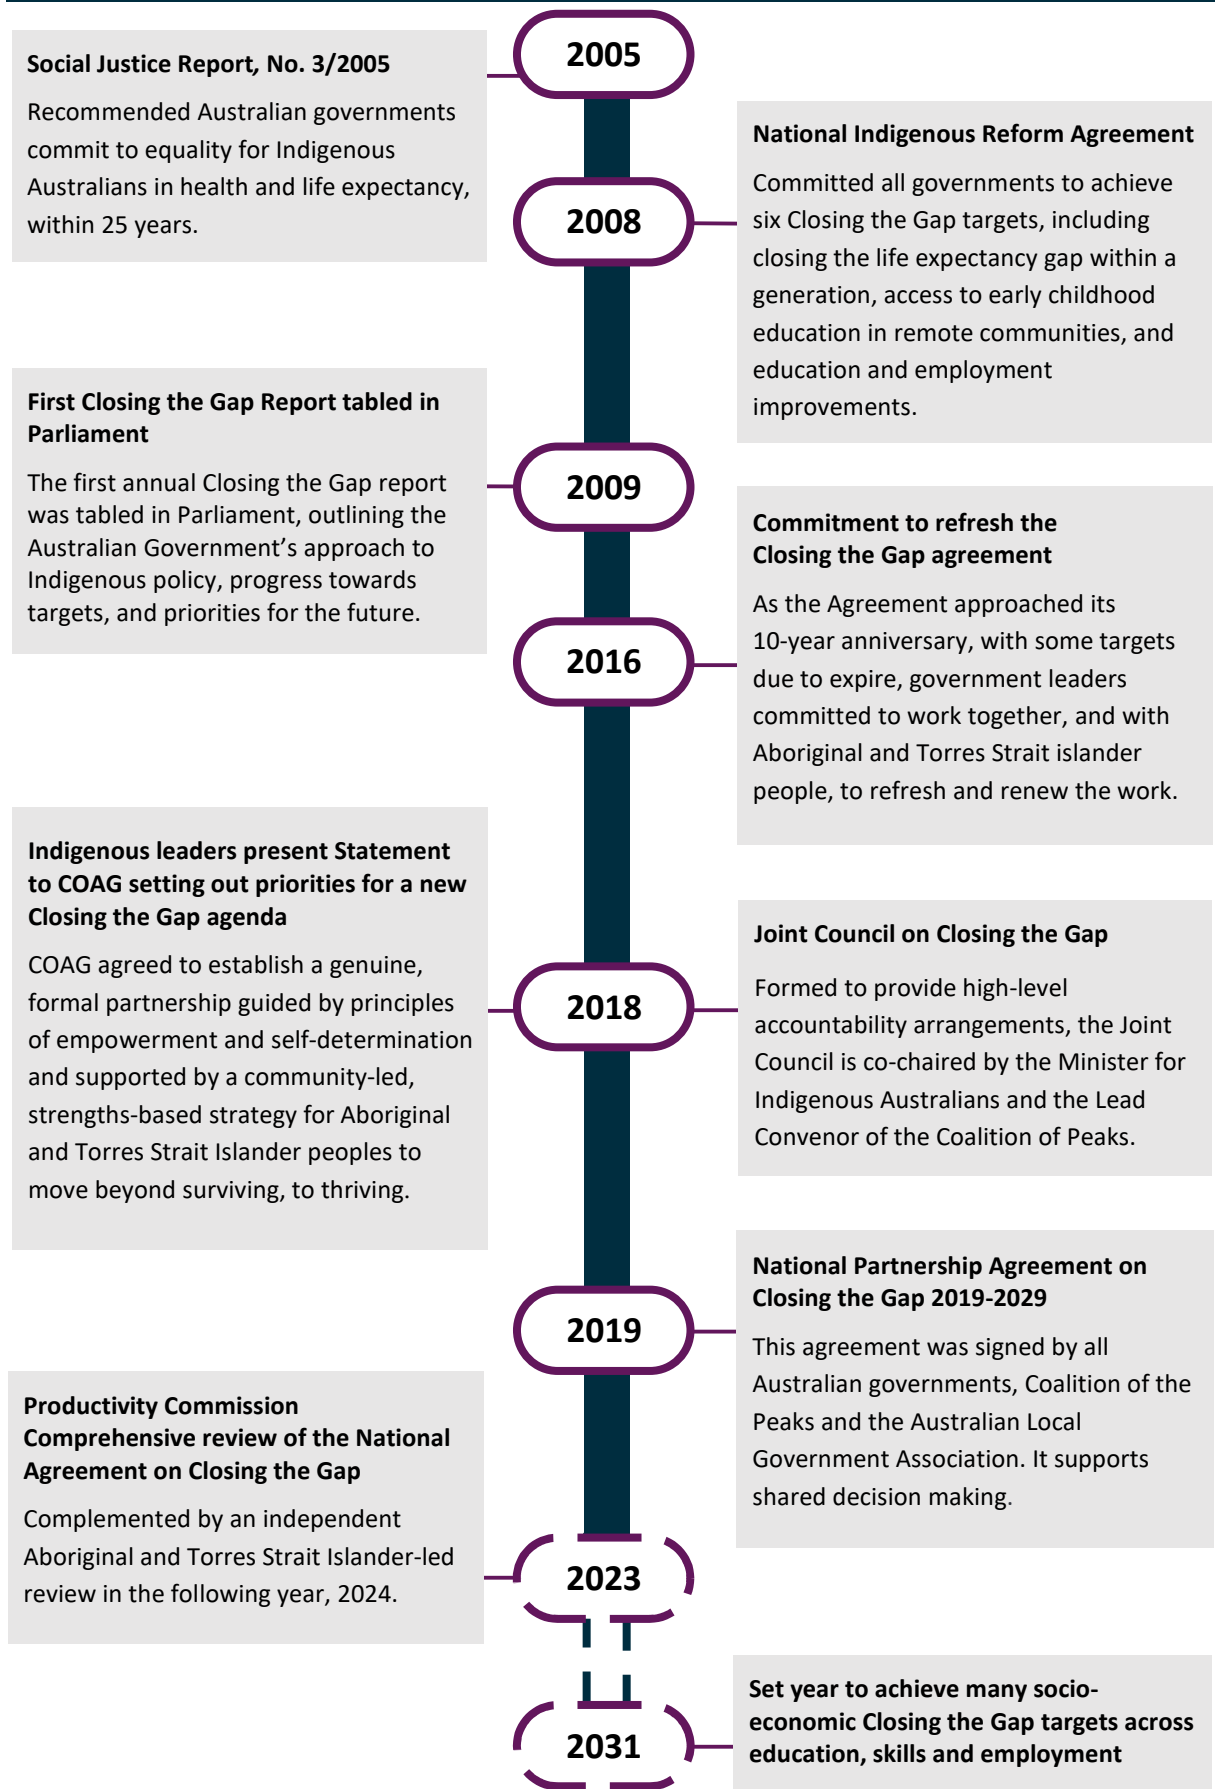 2005
Social Justice Report, No. 3/2005
Recommended Australian governments
commit to equality for Indigenous
Australians in health and life expectancy,
within 25 years.
2008
National Indigenous Reform Agreement
Committed all governments to achieve
six Closing the Gap targets, including
closing the life expectancy gap within a
generation, access to early childhood
education in remote communities, and
education and employment
improvements.
2009
First Closing the Gap Report tabled in
Parliament
The first annual Closing the Gap report
was tabled in Parliament, outlining the
Australian Government’s approach to
Indigenous policy, progress towards
targets, and priorities for the future.
2016
Commitment to refresh the
Closing the Gap agreement
As the Agreement approached its
10-year anniversary, with some targets
due to expire, government leaders
committed to work together, and with
Aboriginal and Torres Strait islander
people, to refresh and renew the work.
2018
Indigenous leaders present Statement
to COAG setting out priorities for a new
Closing the Gap agenda
COAG agreed to establish a genuine,
formal partnership guided by principles
of empowerment and self-determination
and supported by a community-led,
strengths-based strategy for Aboriginal
and Torres Strait Islander peoples to
move beyond surviving, to thriving.
Joint Council on Closing the Gap
Formed to provide high-level
accountability arrangements, the Joint
Council is co-chaired by the Minister for
Indigenous Australians and the Lead
Convenor of the Coalition of Peaks.
2019
National Partnership Agreement on
Closing the Gap 2019-2029
This agreement was signed by all
Australian governments, Coalition of the
Peaks and the Australian Local
Government Association. It supports
shared decision making.
2023
Productivity Commission
Comprehensive review of the National
Agreement on Closing the Gap
Complemented by an independent
Aboriginal and Torres Strait Islander-led
review in the following year, 2024.
2031
Set year to achieve many socio-
economic Closing the Gap targets across
education, skills and employment